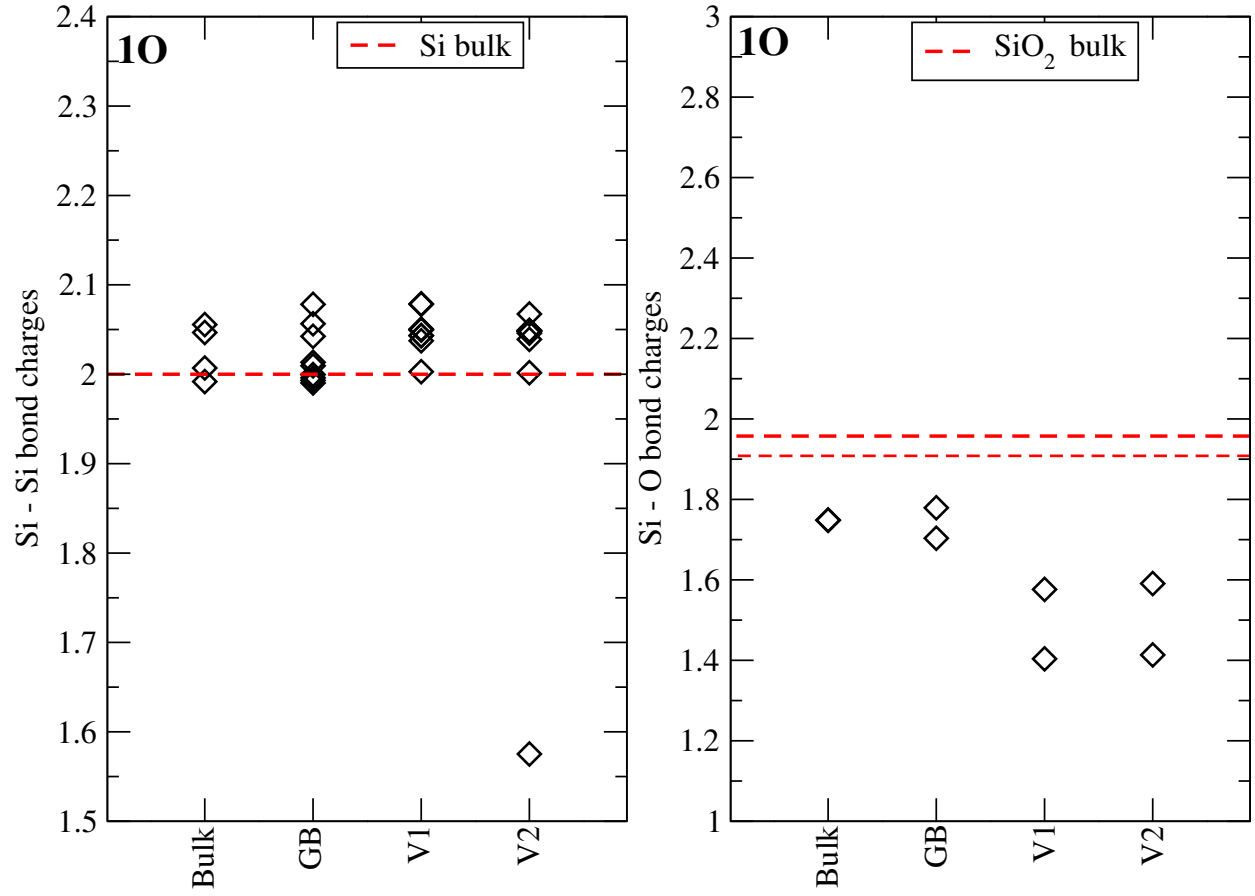 1O
Si bulk
Si - Si bond charges
2.4
2.3
2.2
2.1
2
1.9
1.8
1.7
1.6
1.5
Bulk
GB
V1
V2
1O
SiO2 bulk
Si - O bond charges
3
2.8
2.6
2.4
2.2
2
1.8
1.6
1.4
1.2
1
Bulk
GB
V1
V2